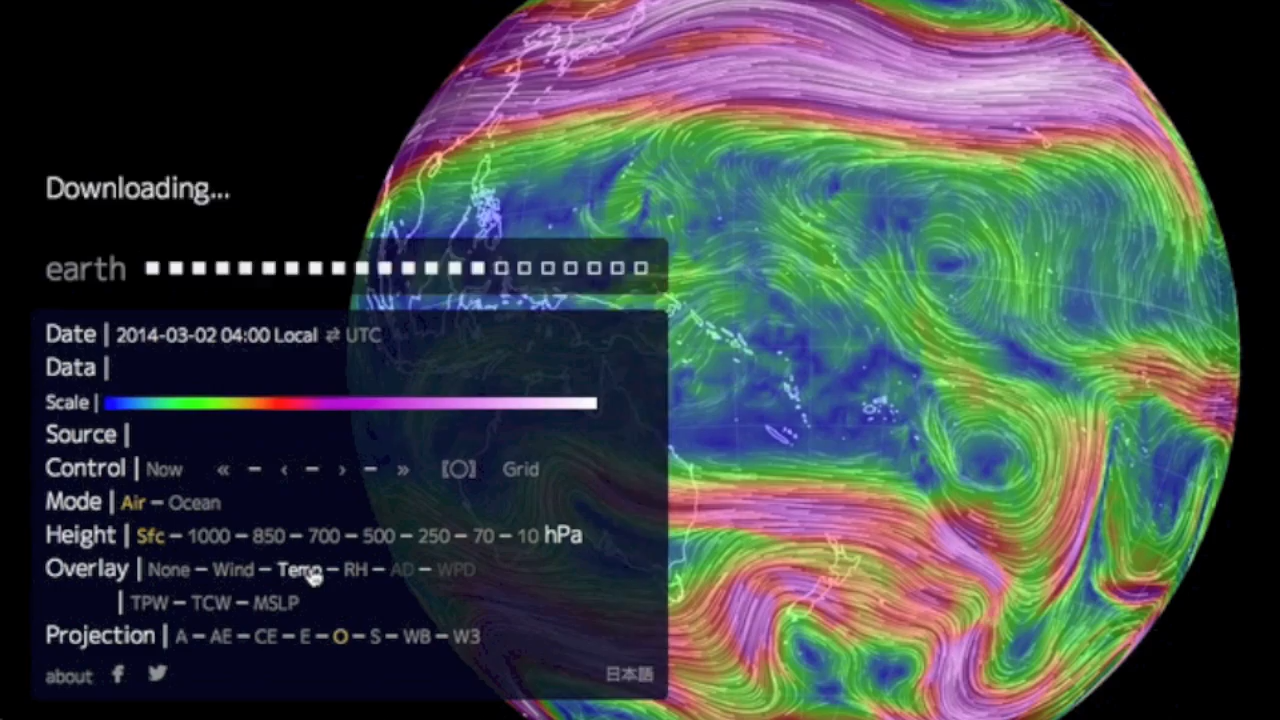 Downloading...
earth
Date | 2014-03-02 04:00 Local ⇄ UTC
Data |
Scale |
Source |
Control | Now « – ‹ – › – » [〇] Grid
Mode | Air – Ocean
Height | Sfc – 1000 – 850 – 700 – 500 – 250 – 70 – 10 hPa
Overlay | None – Wind – Temp – RH – AD – WPD
| TPW – TCW – MSLP
Projection | A – AE – CE – E – O – S – WB – W3
about
日本語